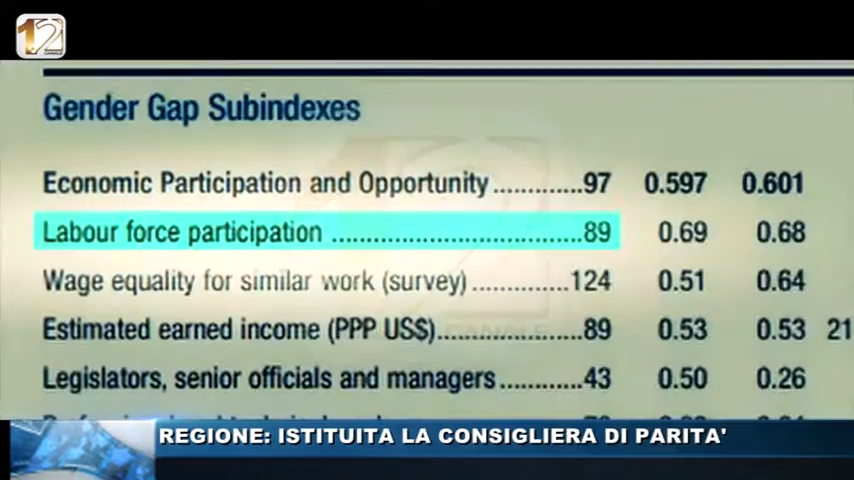 12
CANALE
Gender Gap Subindexes
Economic Participation and Opportunity.............97 0.597 0.601
Labour force participation .....................................89 0.69 0.68
Wage equality for similar work (survey) ..............124 0.51 0.64
Estimated earned income (PPP US$)....................89 0.53 0.53 21
Legislators, senior officials and managers............43 0.50 0.26
REGIONE: ISTITUITA LA CONSIGLIERA DI PARITA'